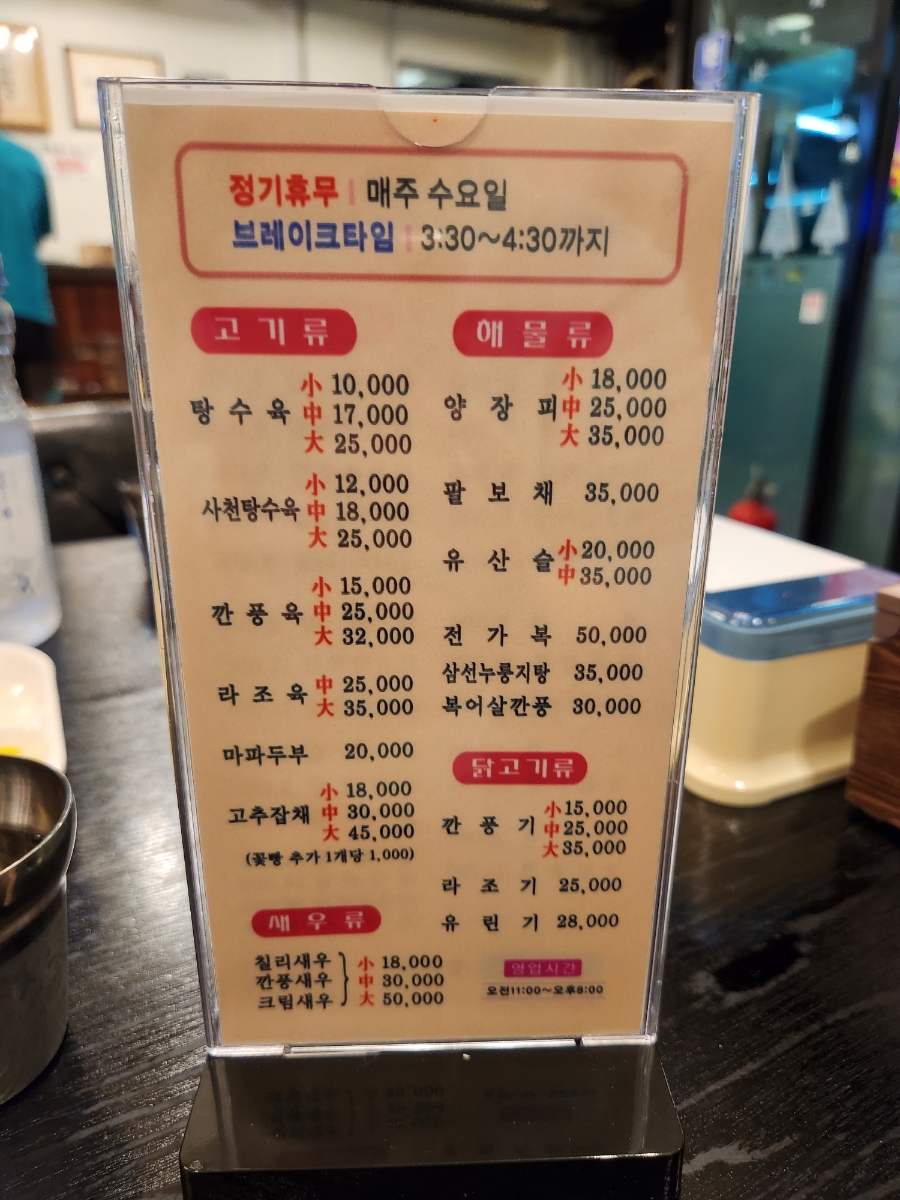 정기휴무 | 매주 수요일
브레이크타임 | 3:30~4:30까지
고기류
탕수육 小 10,000
中 17,000
大 25,000
사천탕수육 小 12,000
中 18,000
大 25,000
깐풍육 小 15,000
中 25,000
大 32,000
라조육 中 25,000
大 35,000
마파두부 20,000
고추잡채 小 18,000
中 30,000
大 45,000
(꽃빵 추가 1개당 1,000)
새우류
칠리새우 小 18,000
깐풍새우 中 30,000
크림새우 大 50,000
해물류
양장피 小 18,000
中 25,000
大 35,000
팔보채 35,000
유산슬 小 20,000
中 35,000
전가복 50,000
삼선누룽지탕 35,000
복어살깐풍 30,000
닭고기류
깐풍기 小 15,000
中 25,000
大 35,000
라조기 25,000
유린기 28,000
영업시간
오전11:00~오후8:00